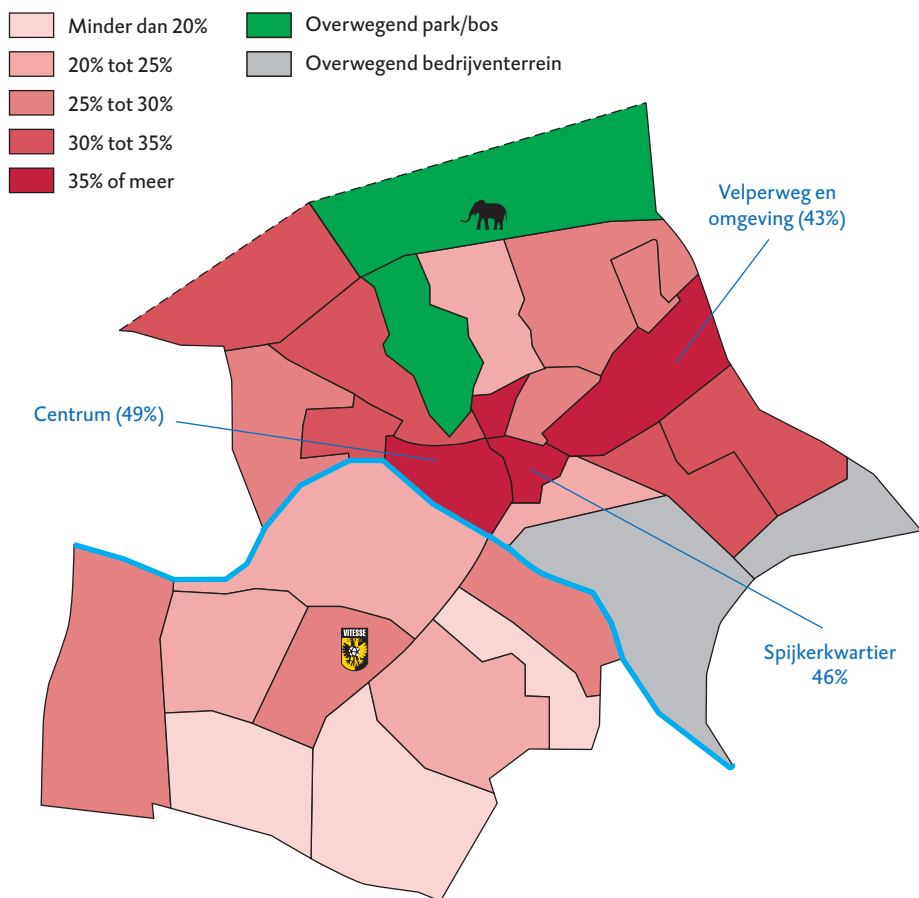 Minder dan 20%
20% tot 25%
25% tot 30%
30% tot 35%
35% of meer
Overwegend park/bos
Overwegend bedrijventerrein
Velperweg en
omgeving (43%)
Centrum (49%)
VITESSE
Spijkerkwartier
46%